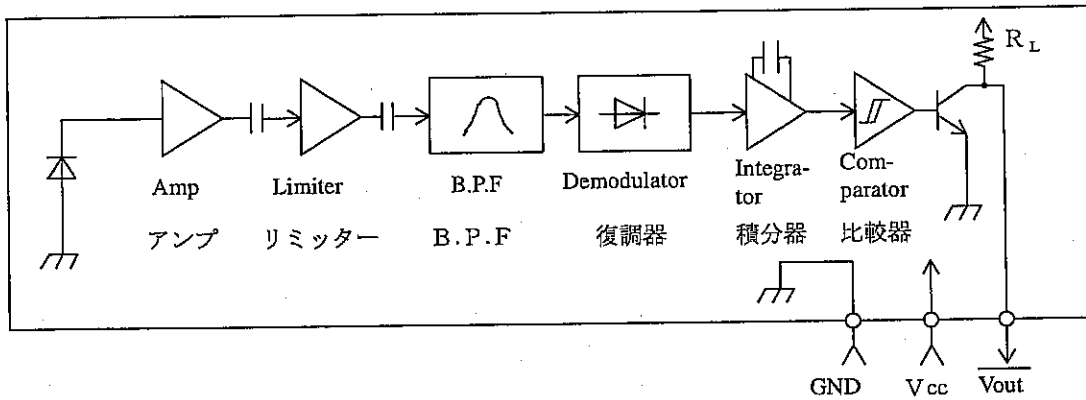 R L
Amp
Limiter
B.P.F
Demodulator
Integra-
tor
Com-
parator
アンプ
リミッター
B.P.F
復調器
積分器
比較器
GND
Vcc
Vout